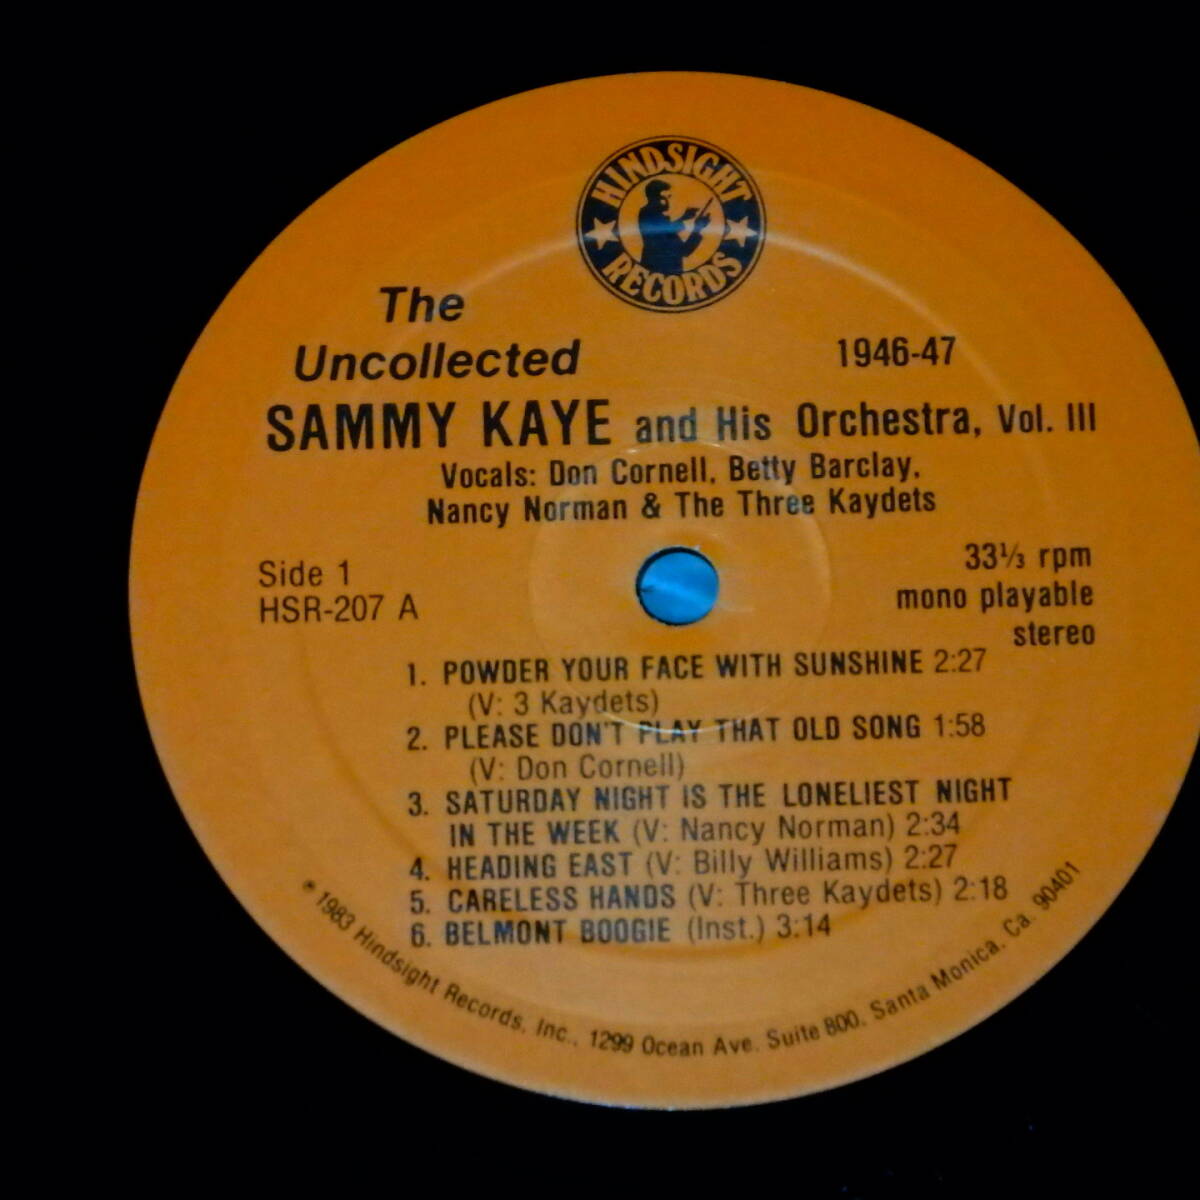 HINDSIGHT
RECORDS
The
Uncollected
1946-47
SAMMY KAYE and His Orchestra, Vol. III
Vocals: Don Cornell, Betty Barclay,
Nancy Norman & The Three Kaydets
Side 1
HSR-207 A
33⅓ rpm
mono playable
stereo
1. POWDER YOUR FACE WITH SUNSHINE 2:27
(V: 3 Kaydets)
2. PLEASE DON'T PLAY THAT OLD SONG 1:58
(V: Don Cornell)
3. SATURDAY NIGHT IS THE LONELIEST NIGHT
IN THE WEEK (V: Nancy Norman) 2:34
4. HEADING EAST (V: Billy Williams) 2:27
5. CARELESS HANDS (V: Three Kaydets) 2:18
6. BELMONT BOOGIE (Inst.) 3:14
℗ 1983 Hindsight Records, Inc., 1299 Ocean Ave. Suite 800, Santa Monica, Ca. 90401